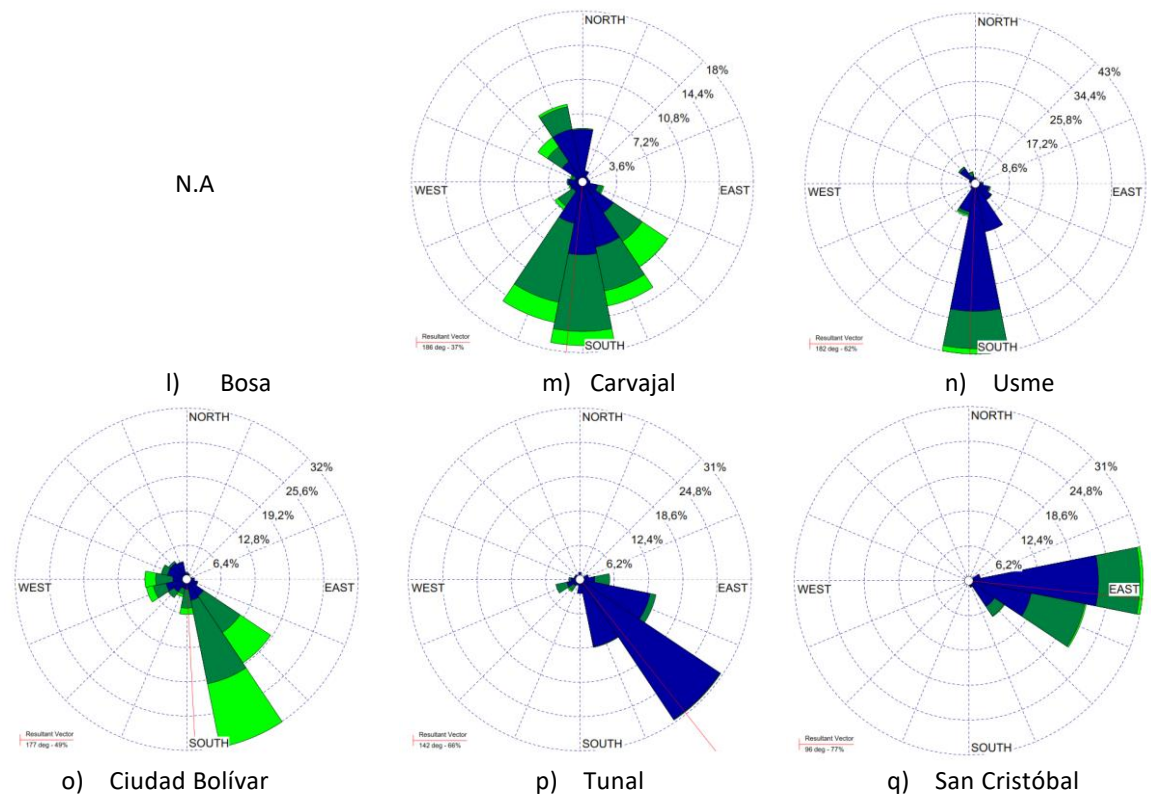 N.A
l) Bosa
NORTH
18%
14,4%
10,8%
7,2%
3,6%
WEST
EAST
SOUTH
Resultant Vector
186 deg - 37%
m) Carvajal
NORTH
43%
34,4%
25,8%
17,2%
8,6%
WEST
EAST
SOUTH
Resultant Vector
182 deg - 62%
n) Usme
NORTH
32%
25,6%
19,2%
12,8%
6,4%
WEST
EAST
SOUTH
Resultant Vector
177 deg - 49%
o) Ciudad Bolívar
NORTH
31%
24,8%
18,6%
12,4%
6,2%
WEST
EAST
SOUTH
Resultant Vector
142 deg - 66%
p) Tunal
NORTH
31%
24,8%
18,6%
12,4%
6,2%
WEST
EAST
SOUTH
Resultant Vector
96 deg - 77%
q) San Cristóbal